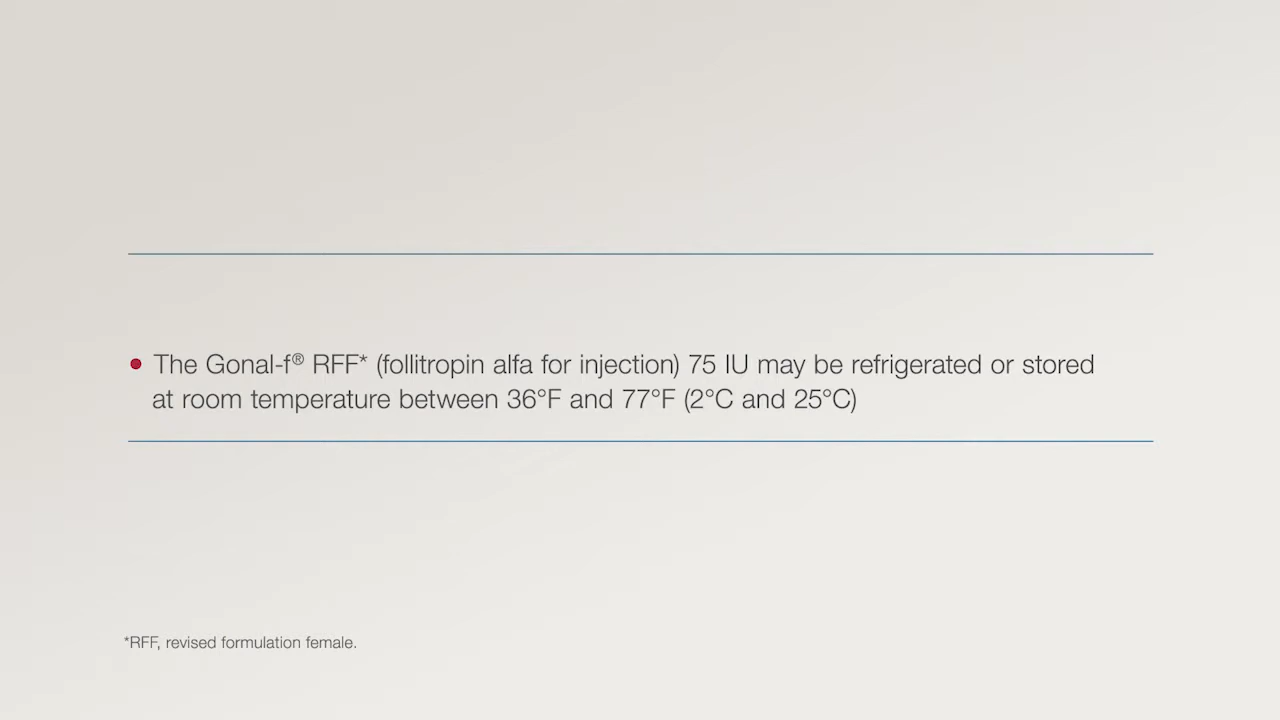 • The Gonal-f® RFF* (follitropin alfa for injection) 75 IU may be refrigerated or stored
at room temperature between 36°F and 77°F (2°C and 25°C)
*RFF, revised formulation female.